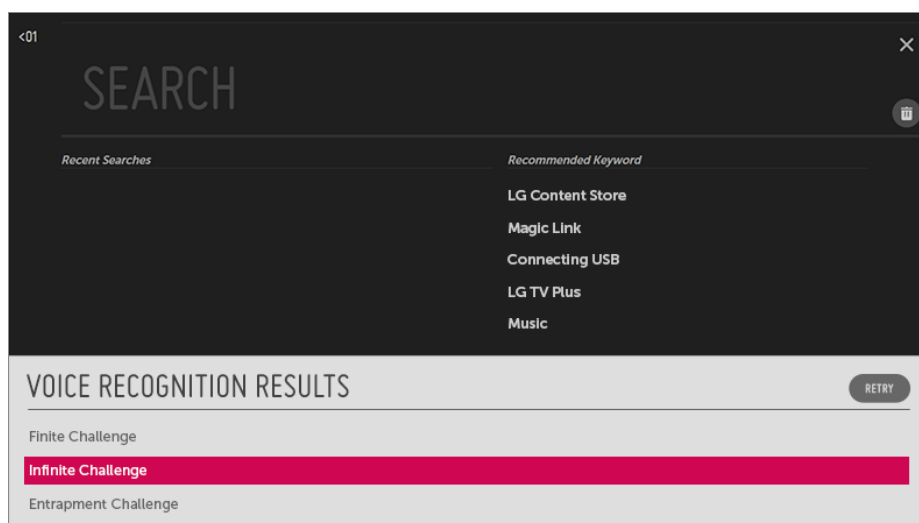 <01
SEARCH
Recent Searches
Recommended Keyword
LG Content Store
Magic Link
Connecting USB
LG TV Plus
Music
VOICE RECOGNITION RESULTS
RETRY
Finite Challenge
Infinite Challenge
Entrapment Challenge